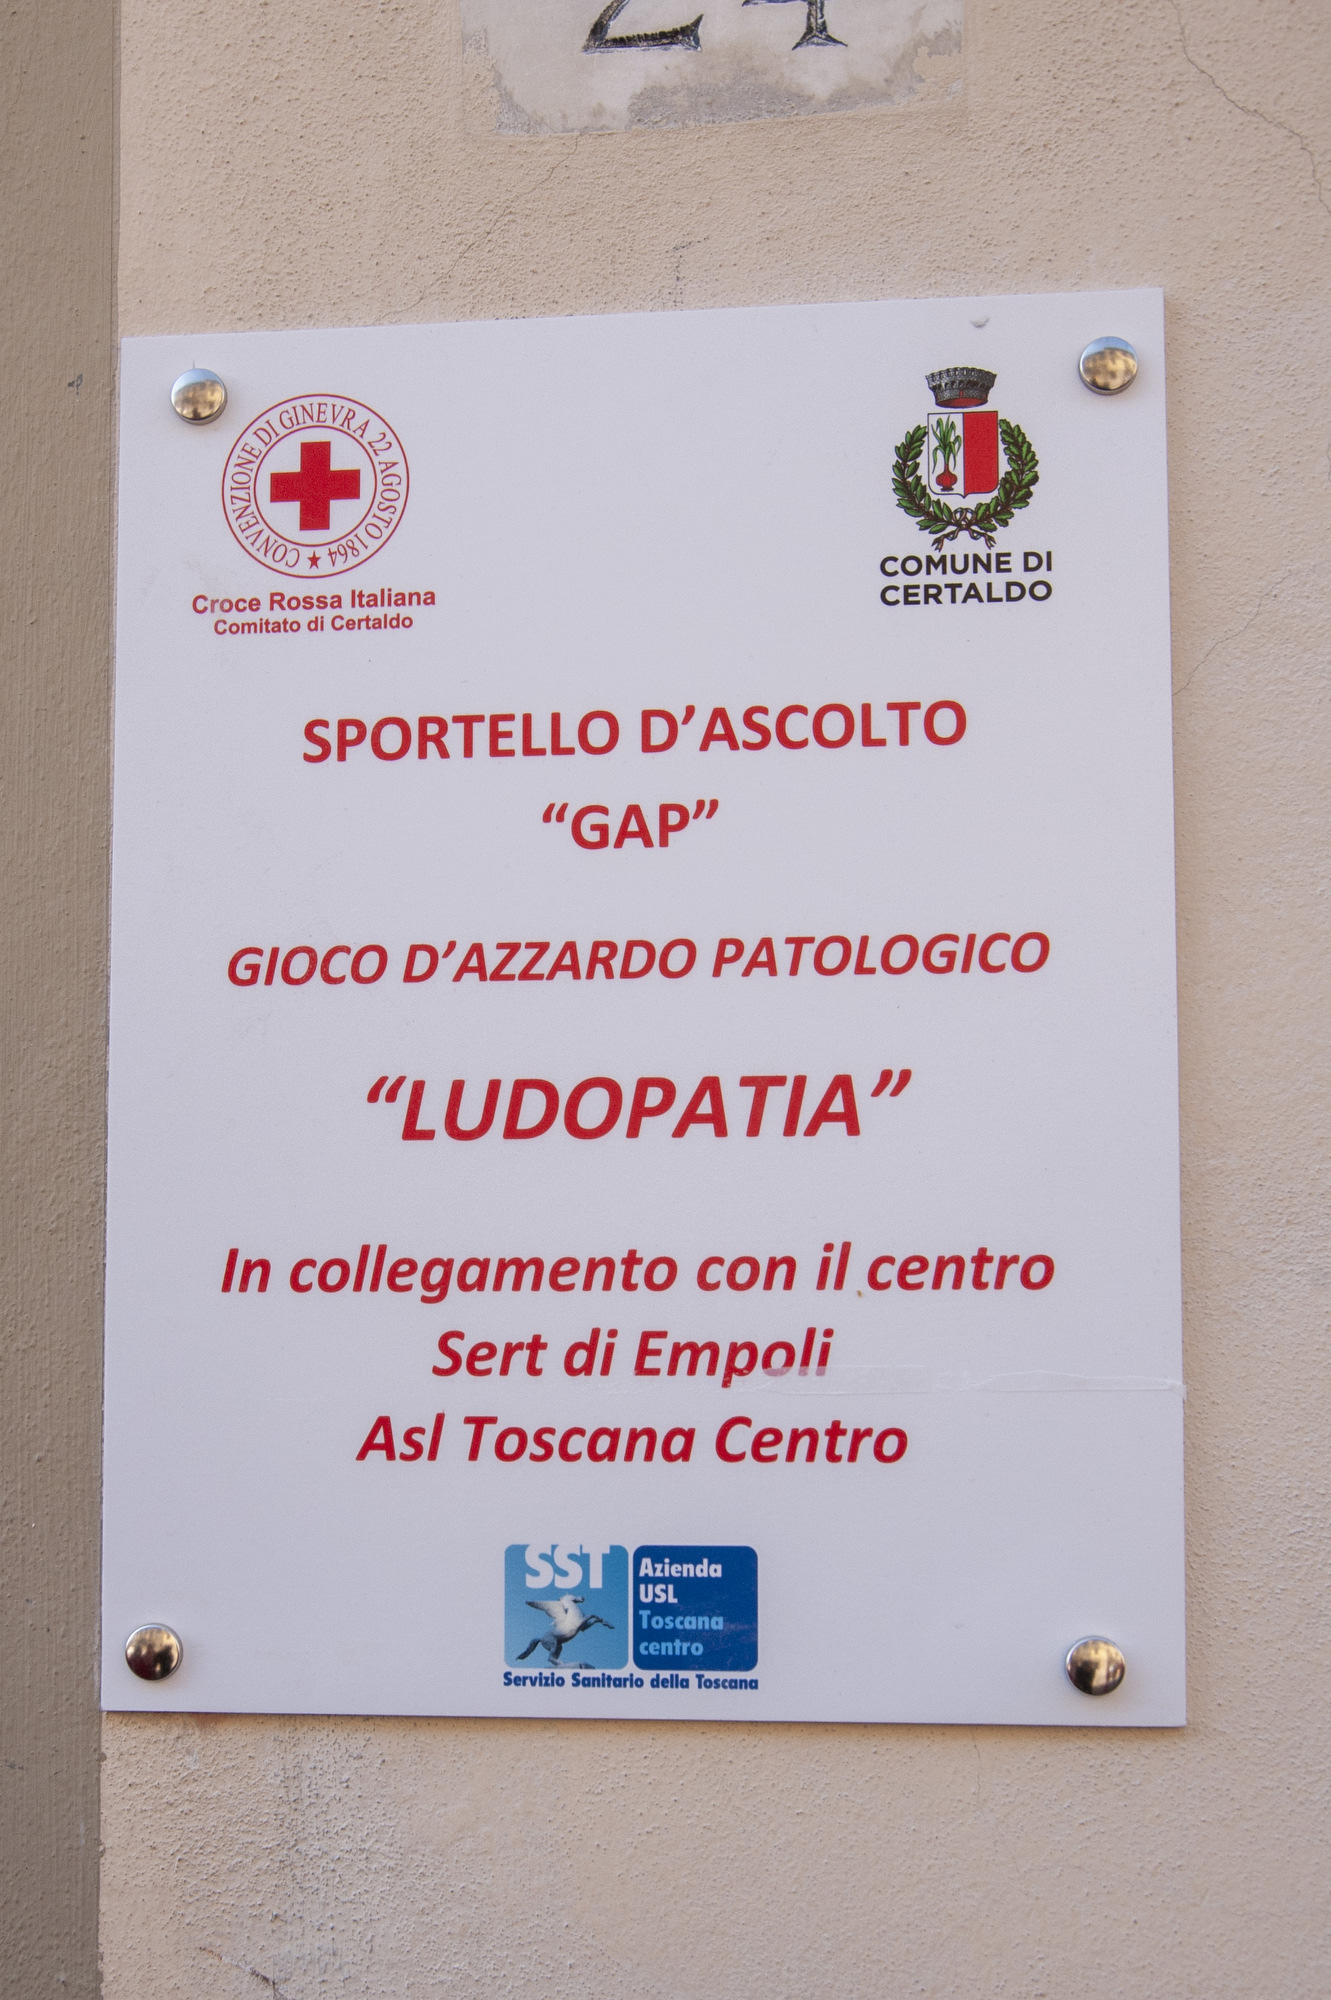 24
CONVENZIONE DI GINEVRA 22 AGOSTO 1864
Croce Rossa Italiana
Comitato di Certaldo
COMUNE DI
CERTALDO
SPORTELLO D’ASCOLTO
“GAP”
GIOCO D’AZZARDO PATOLOGICO
“LUDOPATIA”
In collegamento con il centro
Sert di Empoli
Asl Toscana Centro
SST
Azienda
USL
Toscana
centro
Servizio Sanitario della Toscana